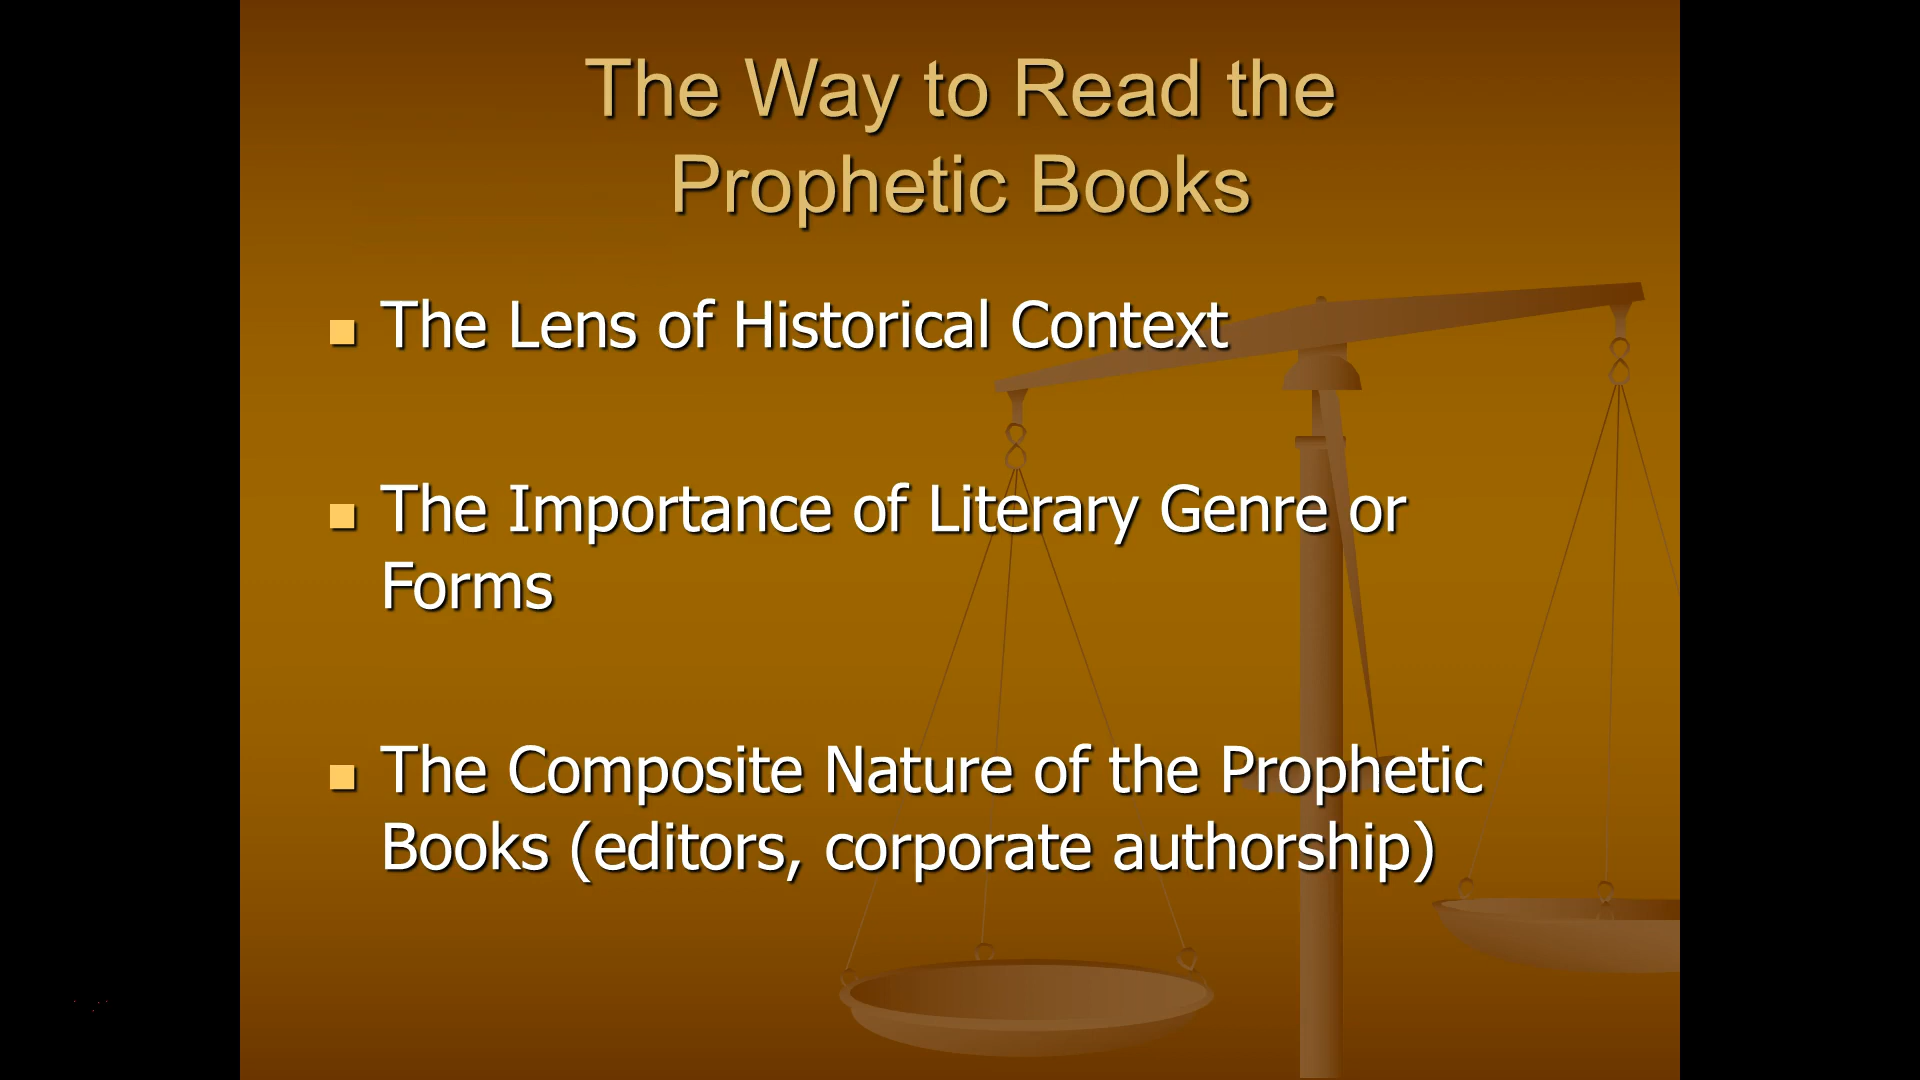 The Way to Read the
Prophetic Books
The Lens of Historical Context
The Importance of Literary Genre or
Forms
The Composite Nature of the Prophetic
Books (editors, corporate authorship)